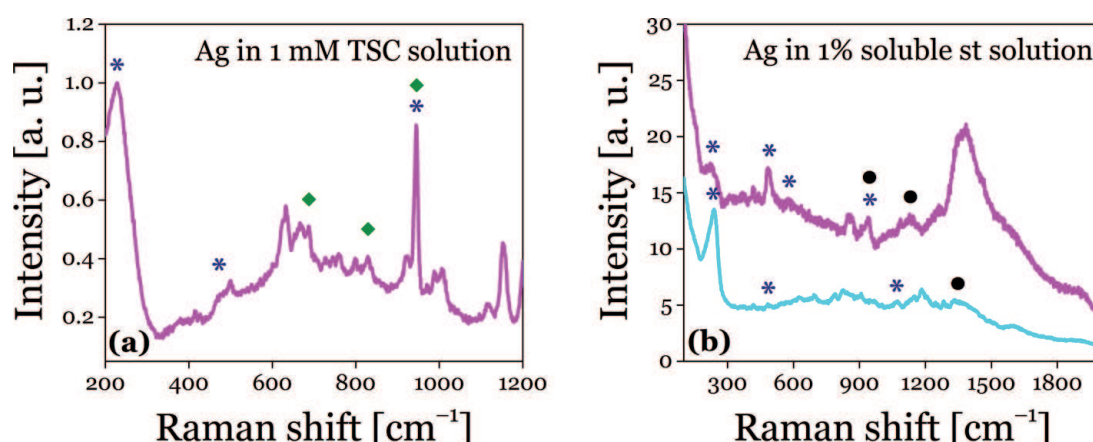 Ag in 1 mM TSC solution
Intensity [a. u.]
1.2
1.0
0.8
0.6
0.4
0.2
(a)
200 400 600 800 1000 1200
Raman shift [cm⁻¹]
Ag in 1% soluble st solution
Intensity [a. u.]
30
25
20
15
10
5
0
(b)
300 600 900 1200 1500 1800
Raman shift [cm⁻¹]